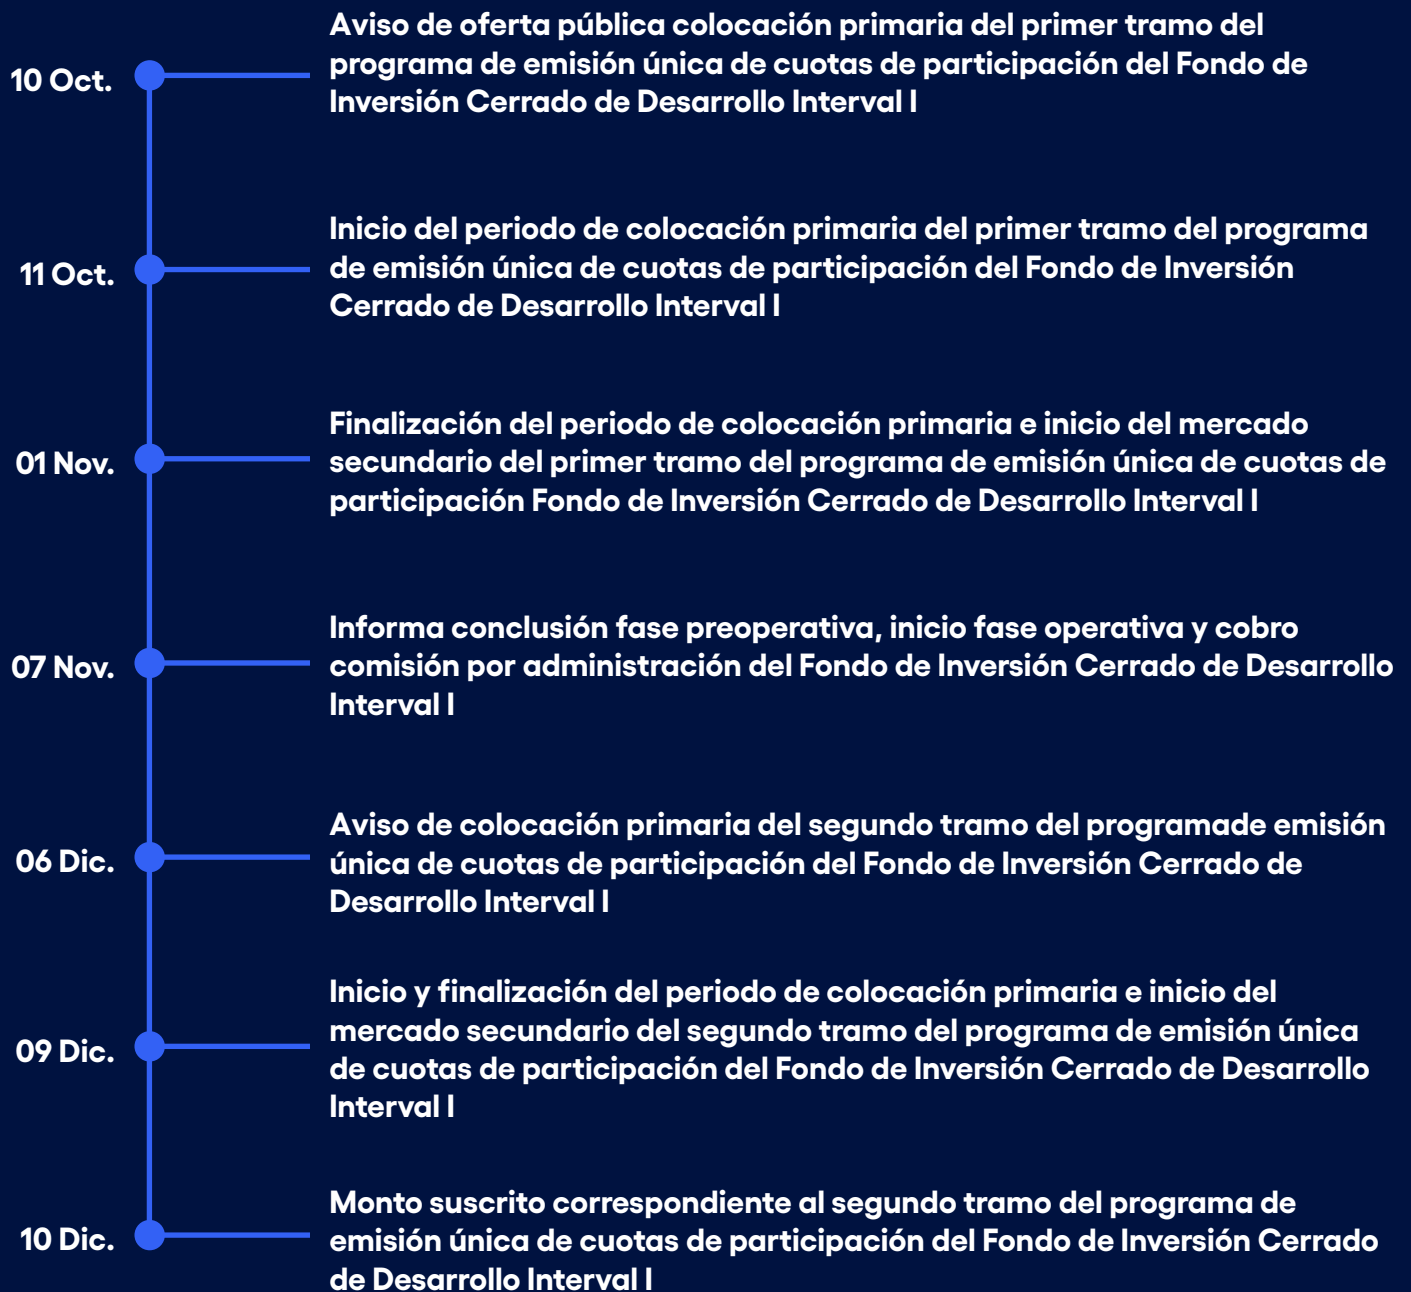 Aviso de oferta pública colocación primaria del primer tramo del
10 Oct.
programa de emisión única de cuotas de participación del Fondo de
Inversión Cerrado de Desarrollo Interval I
Inicio del periodo de colocación primaria del primer tramo del programa
11 Oct.
de emisión única de cuotas de participación del Fondo de Inversión
Cerrado de Desarrollo Interval I
Finalización del periodo de colocación primaria e inicio del mercado
01 Nov.
secundario del primer tramo del programa de emisión única de cuotas de
participación Fondo de Inversión Cerrado de Desarrollo Interval I
Informa conclusión fase preoperativa, inicio fase operativa y cobro
07 Nov.
comisión por administración del Fondo de Inversión Cerrado de Desarrollo
Interval I
Aviso de colocación primaria del segundo tramo del programade emisión
06 Dic.
única de cuotas de participación del Fondo de Inversión Cerrado de
Desarrollo Interval I
Inicio y finalización del periodo de colocación primaria e inicio del
mercado secundario del segundo tramo del programa de emisión única
09 Dic.
de cuotas de participación del Fondo de Inversión Cerrado de Desarrollo
Interval I
Monto suscrito correspondiente al segundo tramo del programa de
10 Dic.
emisión única de cuotas de participación del Fondo de Inversión Cerrado
de Desarrollo Interval I